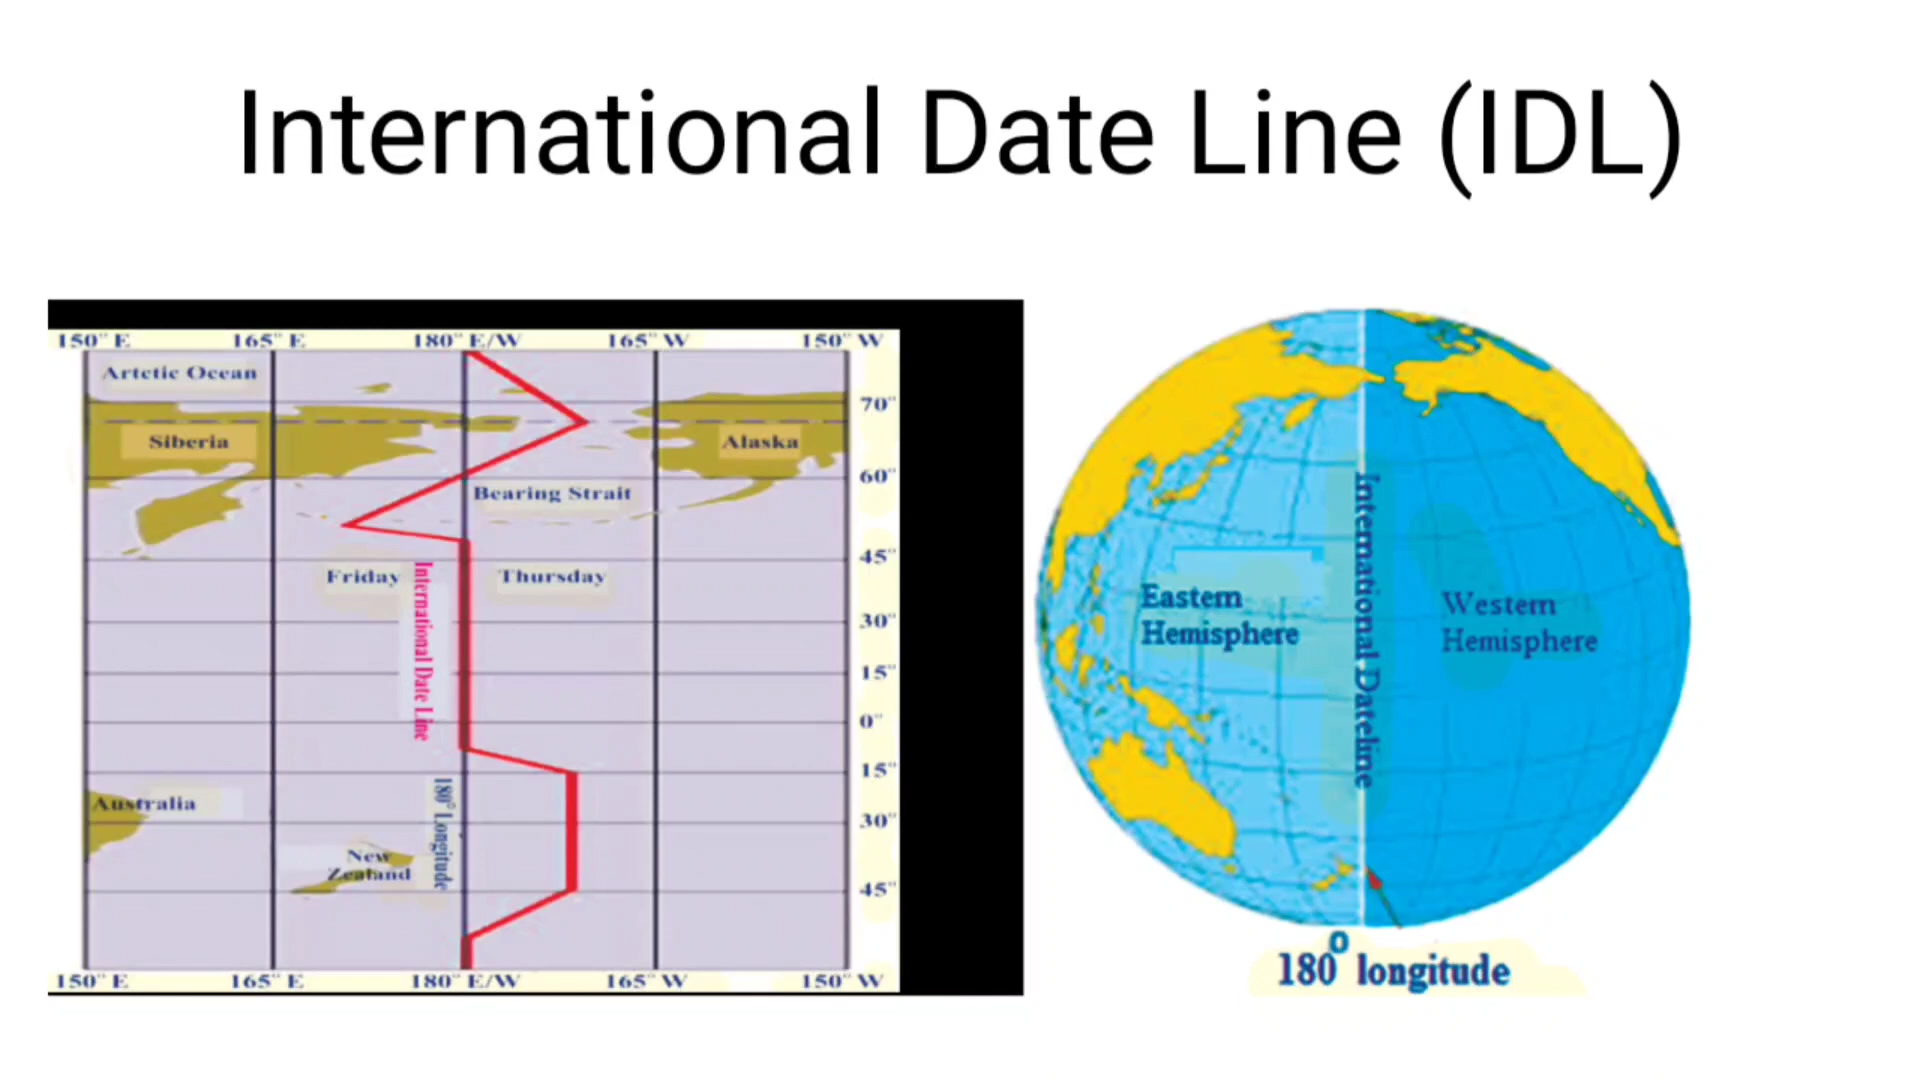 International Date Line (IDL)
150° E 165° E 180° E/W 165° W 150° W
Artctic Ocean
70°
Siberia
Alaska
60°
Bearing Strait
45°
Friday
Thursday
International Date Line
30°
15°
0°
15°
Australia
180° Longitude
30°
New
Zealand
45°
150° E 165° E 180° E/W 165° W 150° W
International Dateline
Eastern
Hemisphere
Western
Hemisphere
180° longitude